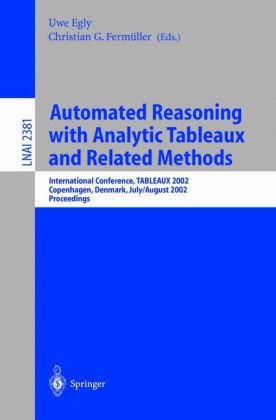 Uwe Egly
Christian G. Fermüller (Eds.)
LNAI 2381
Automated Reasoning
with Analytic Tableaux
and Related Methods
International Conference, TABLEAUX 2002
Copenhagen, Denmark, July/August 2002
Proceedings
Springer